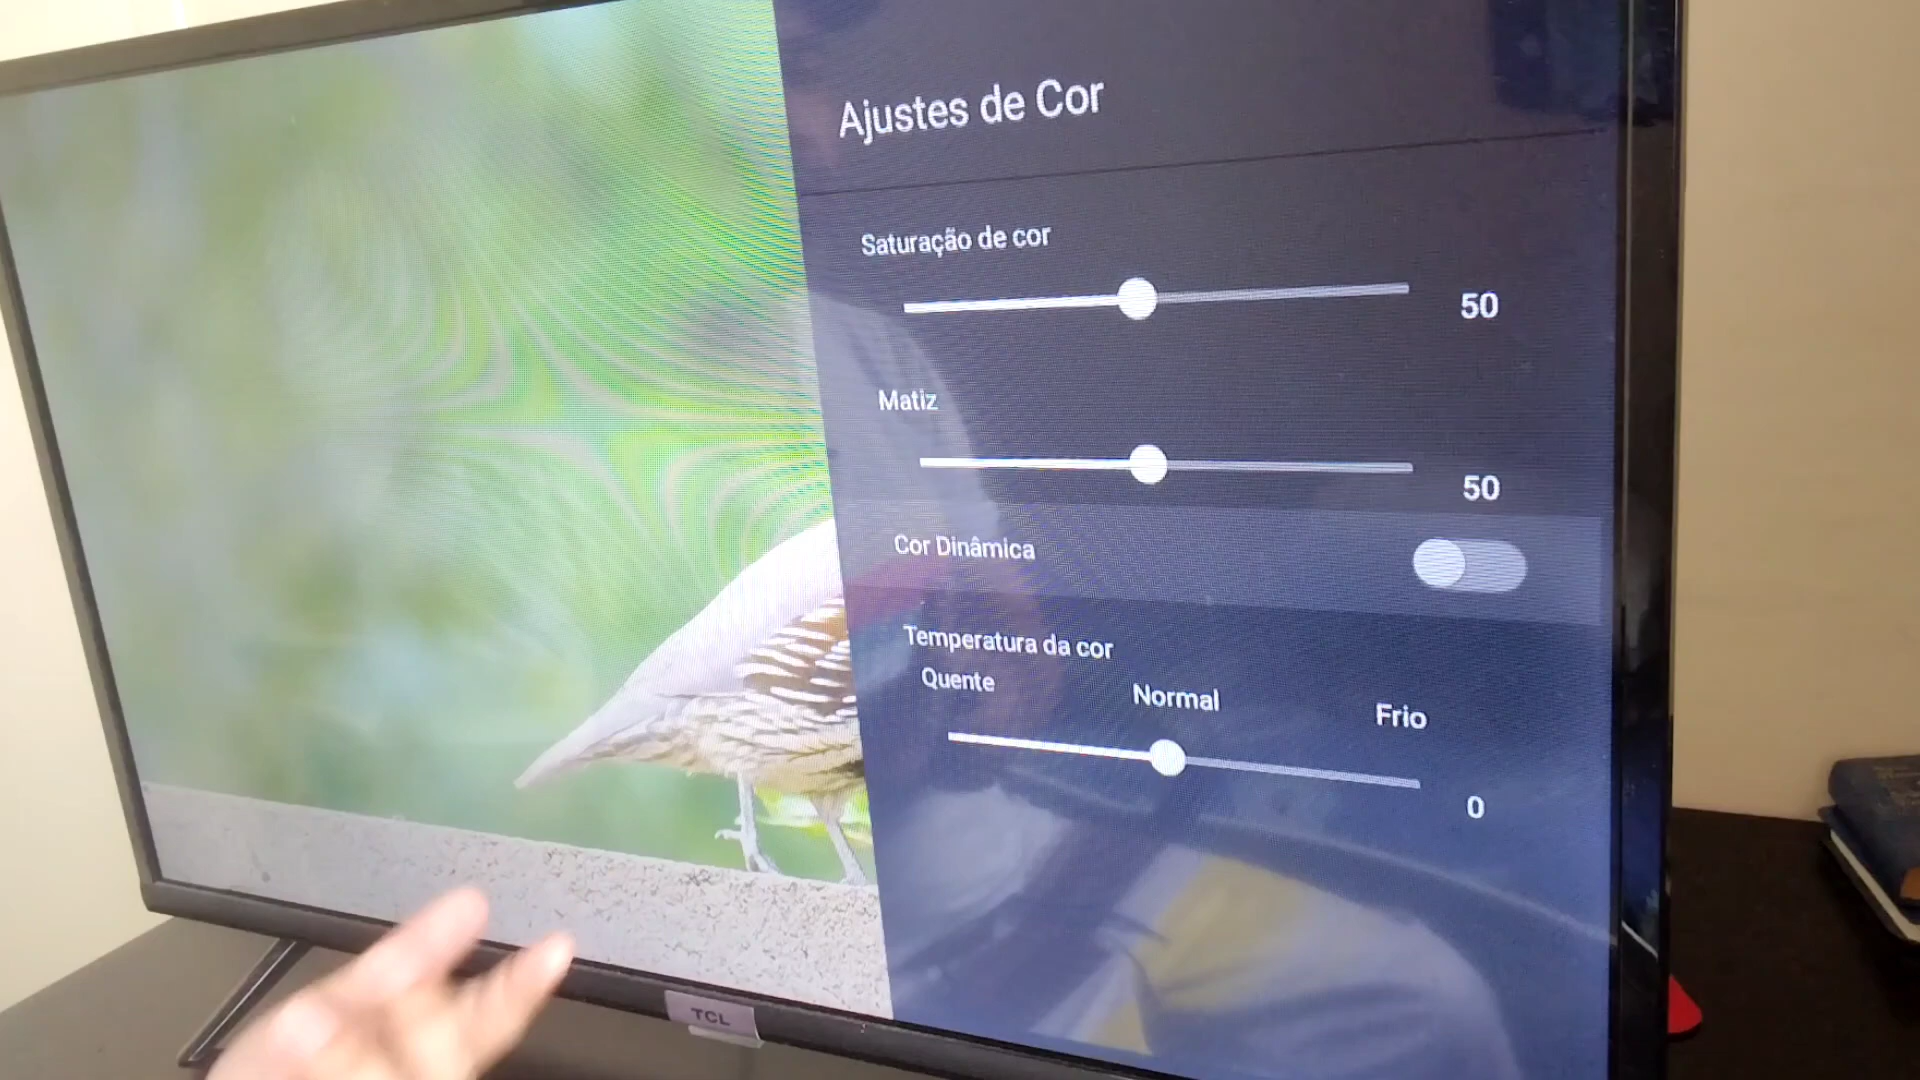 Ajustes de Cor
Saturação de cor
50
Matiz
50
Cor Dinâmica
Temperatura da cor
Quente Normal Frio
0
TCL